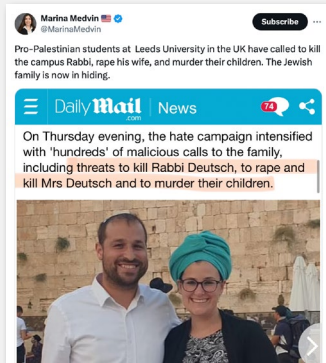 Marina Medvin 🇺🇸
@MarinaMedvin
Subscribe
Pro-Palestinian students at Leeds University in the UK have called to kill
the campus Rabbi, rape his wife, and murder their children. The Jewish
family is now in hiding.
Daily Mail
.com
News
74
On Thursday evening, the hate campaign intensified
with 'hundreds' of malicious calls to the family,
including threats to kill Rabbi Deutsch, to rape and
kill Mrs Deutsch and to murder their children.